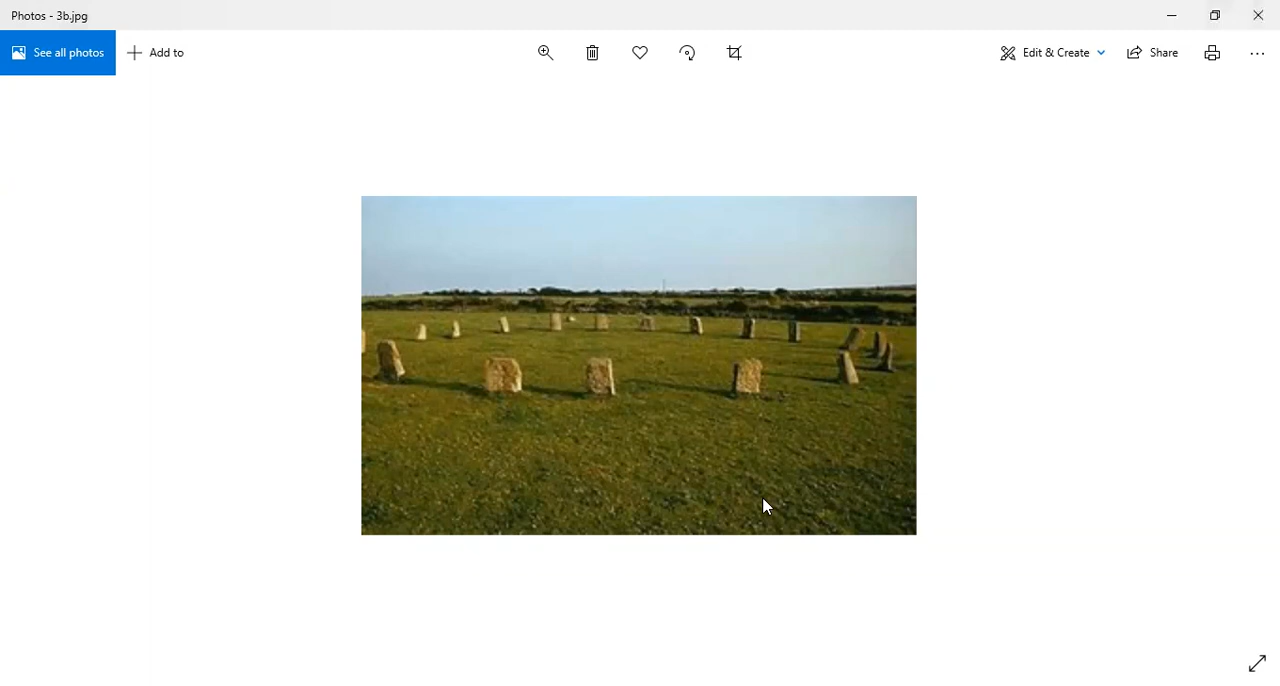 Photos - 3b.jpg
See all photos
Add to
Edit & Create
Share